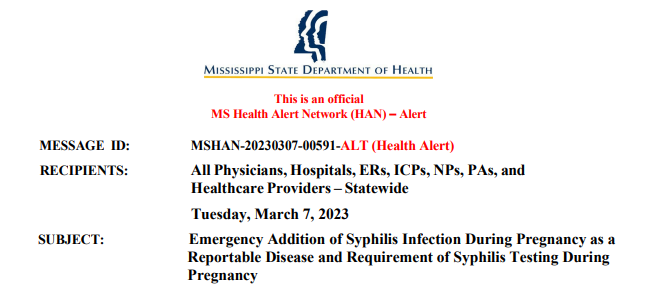 MISSISSIPPI STATE DEPARTMENT OF HEALTH
This is an official
MS Health Alert Network (HAN) – Alert
MESSAGE ID: MSHAN-20230307-00591-ALT (Health Alert)
RECIPIENTS: All Physicians, Hospitals, ERs, ICPs, NPs, PAs, and
Healthcare Providers – Statewide
Tuesday, March 7, 2023
SUBJECT: Emergency Addition of Syphilis Infection During Pregnancy as a
Reportable Disease and Requirement of Syphilis Testing During
Pregnancy